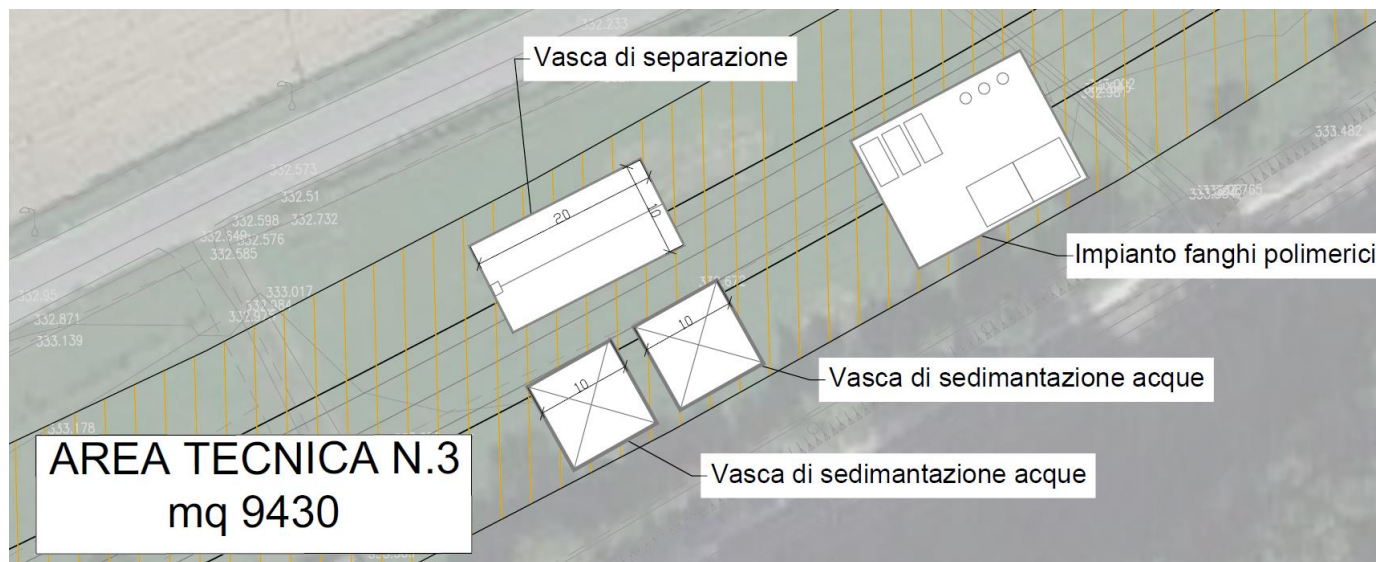 332.233
Vasca di separazione
332.573
332.51
332.598
332.732
332.576
332.585
20
10
333.482
Impianto fanghi polimerici
332.95
333.017
332.871
333.139
10
10
Vasca di sedimantazione acque
333.178
AREA TECNICA N.3
mq 9430
Vasca di sedimantazione acque